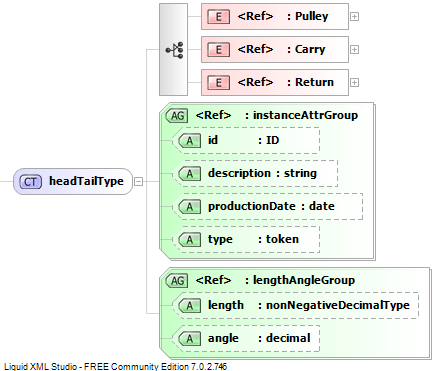 E <Ref> : Pulley
E <Ref> : Carry
E <Ref> : Return
AG <Ref> : instanceAttrGroup
A id : ID
A description : string
CT headTailType
A productionDate : date
A type : token
AG <Ref> : lengthAngleGroup
A length : nonNegativeDecimalType
A angle : decimal
Liquid XML Studio - FREE Community Edition 7.0.2.746